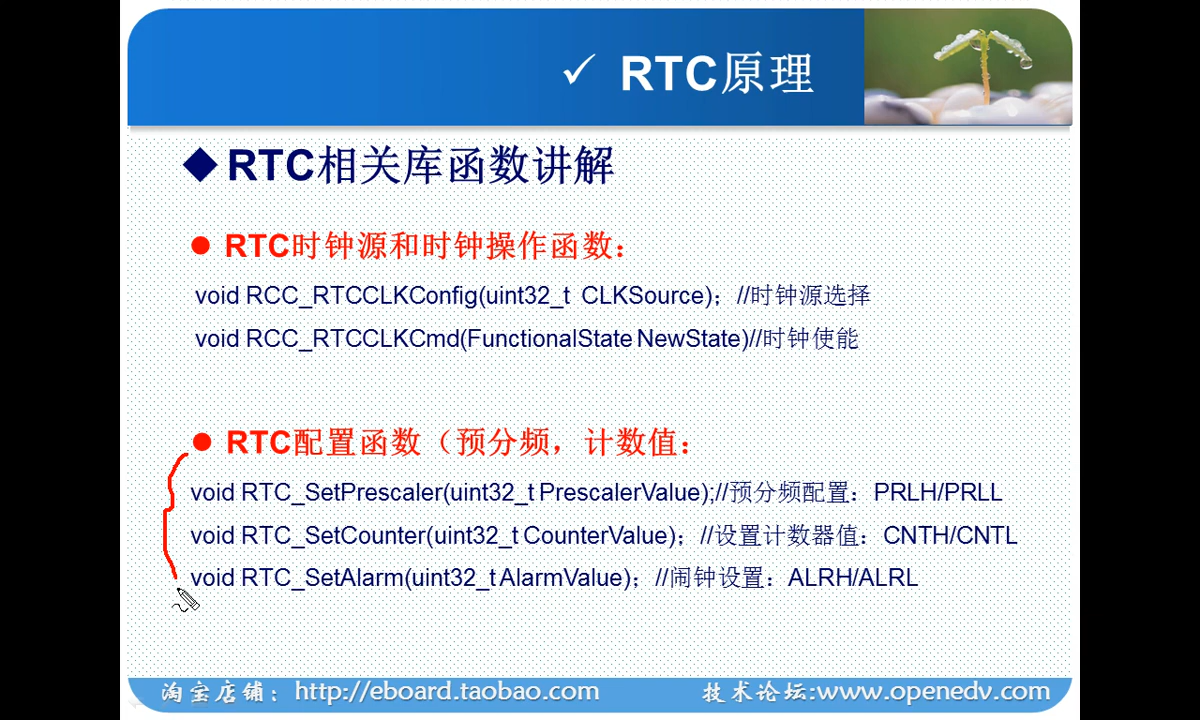 ✓ RTC原理
◆RTC相关库函数讲解
● RTC时钟源和时钟操作函数：
void RCC_RTCCLKConfig(uint32_t CLKSource)；//时钟源选择
void RCC_RTCCLKCmd(FunctionalState NewState)//时钟使能
● RTC配置函数（预分频，计数值：
void RTC_SetPrescaler(uint32_t PrescalerValue);//预分频配置：PRLH/PRLL
void RTC_SetCounter(uint32_t CounterValue)；//设置计数器值：CNTH/CNTL
void RTC_SetAlarm(uint32_t AlarmValue)；//闹钟设置：ALRH/ALRL
淘宝店铺：http://eboard.taobao.com 技术论坛:www.openedv.com